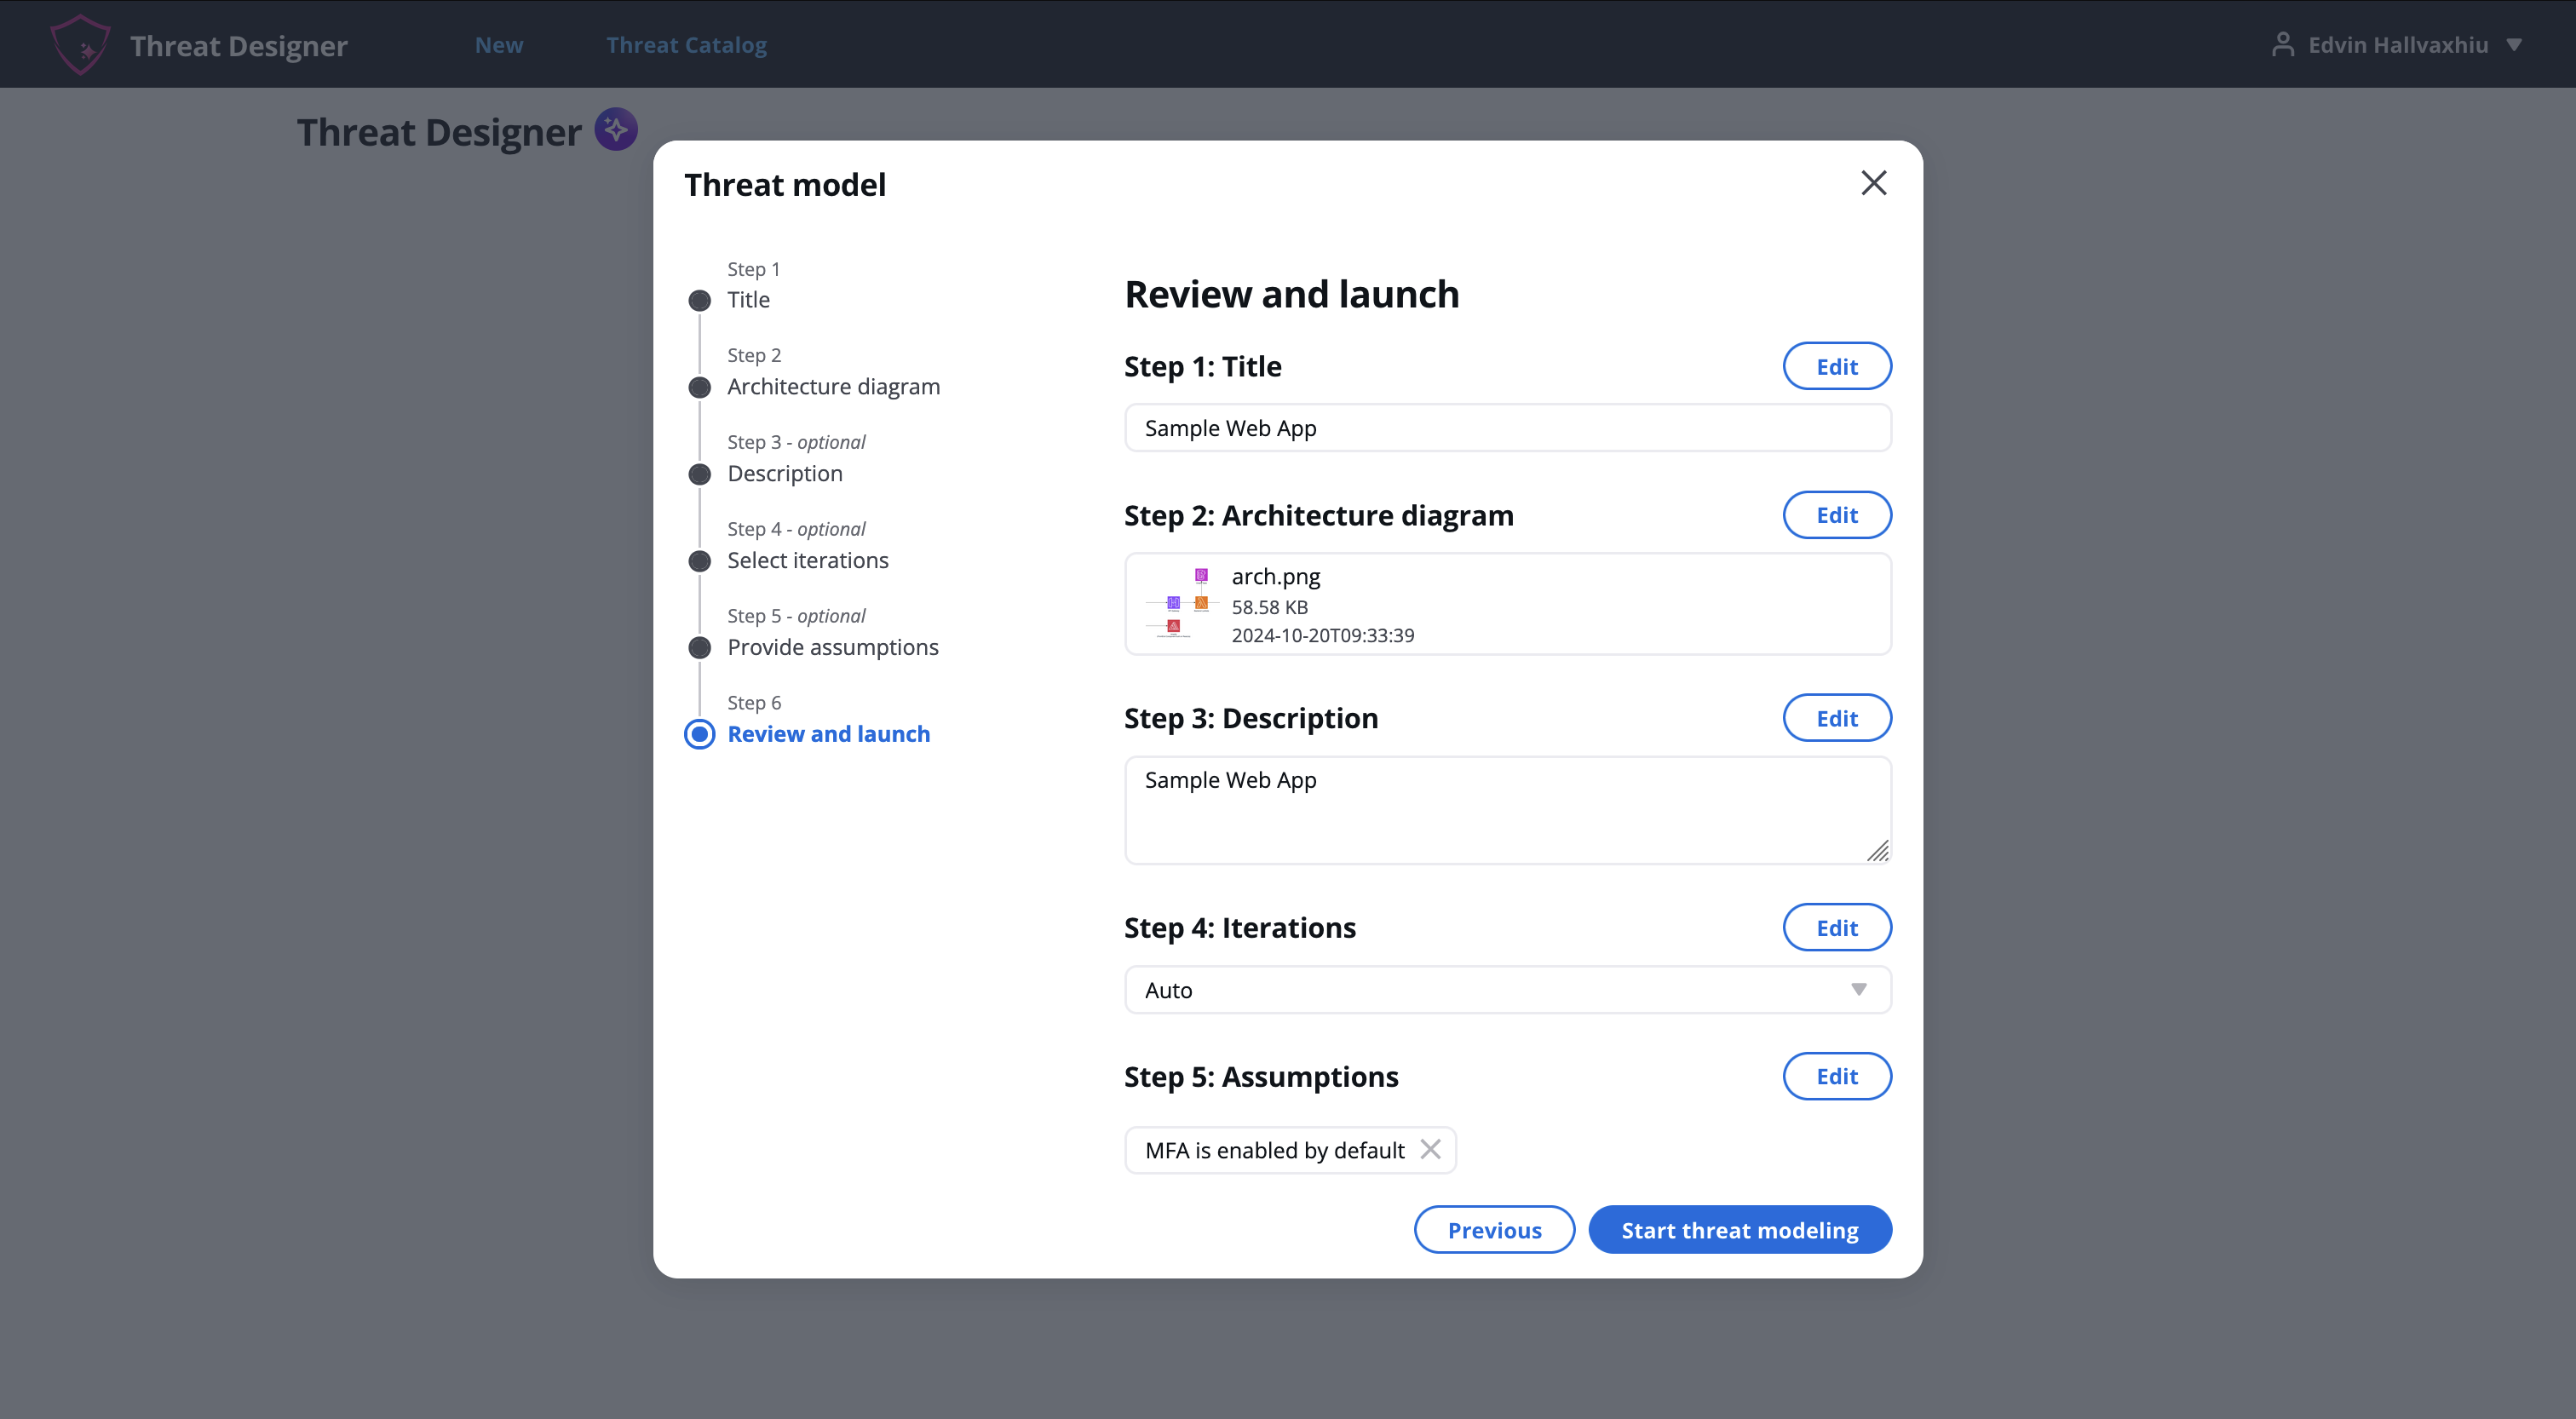 Threat Designer
New
Threat Catalog
Edvin Hallvaxhiu
Threat Designer
Threat model
Step 1
Title
Step 2
Architecture diagram
Step 3 - optional
Description
Step 4 - optional
Select iterations
Step 5 - optional
Provide assumptions
Step 6
Review and launch
Review and launch
Step 1: Title
Edit
Sample Web App
Step 2: Architecture diagram
Edit
arch.png
58.58 KB
2024-10-20T09:33:39
Step 3: Description
Edit
Sample Web App
Step 4: Iterations
Edit
Auto
Step 5: Assumptions
Edit
MFA is enabled by default
Previous
Start threat modeling